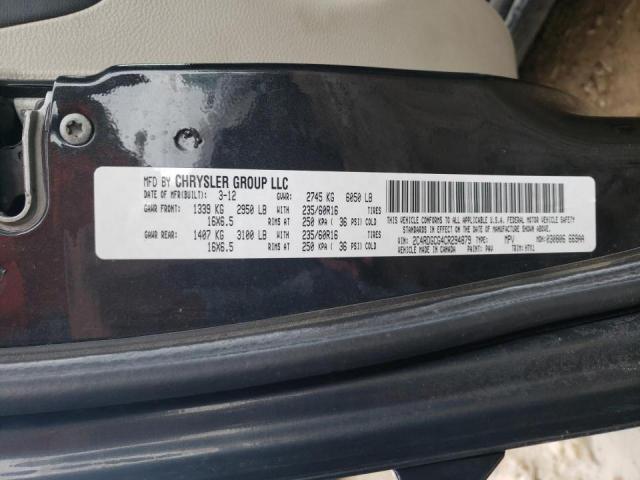 MFD BY CHRYSLER GROUP LLC
DATE OF MFR(BUILT): 3-12 GVWR: 2745 KG 6050 LB
GAWR FRONT: 1339 KG 2950 LB WITH 235/60R16 TIRES
16X6.5 RIMS AT 250 KPA ( 36 PSI) COLD
GAWR REAR: 1407 KG 3100 LB WITH 235/60R16 TIRES
16X6.5 RIMS AT 250 KPA ( 36 PSI) COLD
THIS VEHICLE CONFORMS TO ALL APPLICABLE U.S.A. FEDERAL MOTOR VEHICLE SAFETY
STANDARDS IN EFFECT ON THE DATE OF MANUFACTURE SHOWN ABOVE.
VIN: 2C4RDGCG4CR294879 TYPE: MPV MDH: 030806 669AA
VEHICLE MADE IN CANADA PAINT: PAV TRIM: